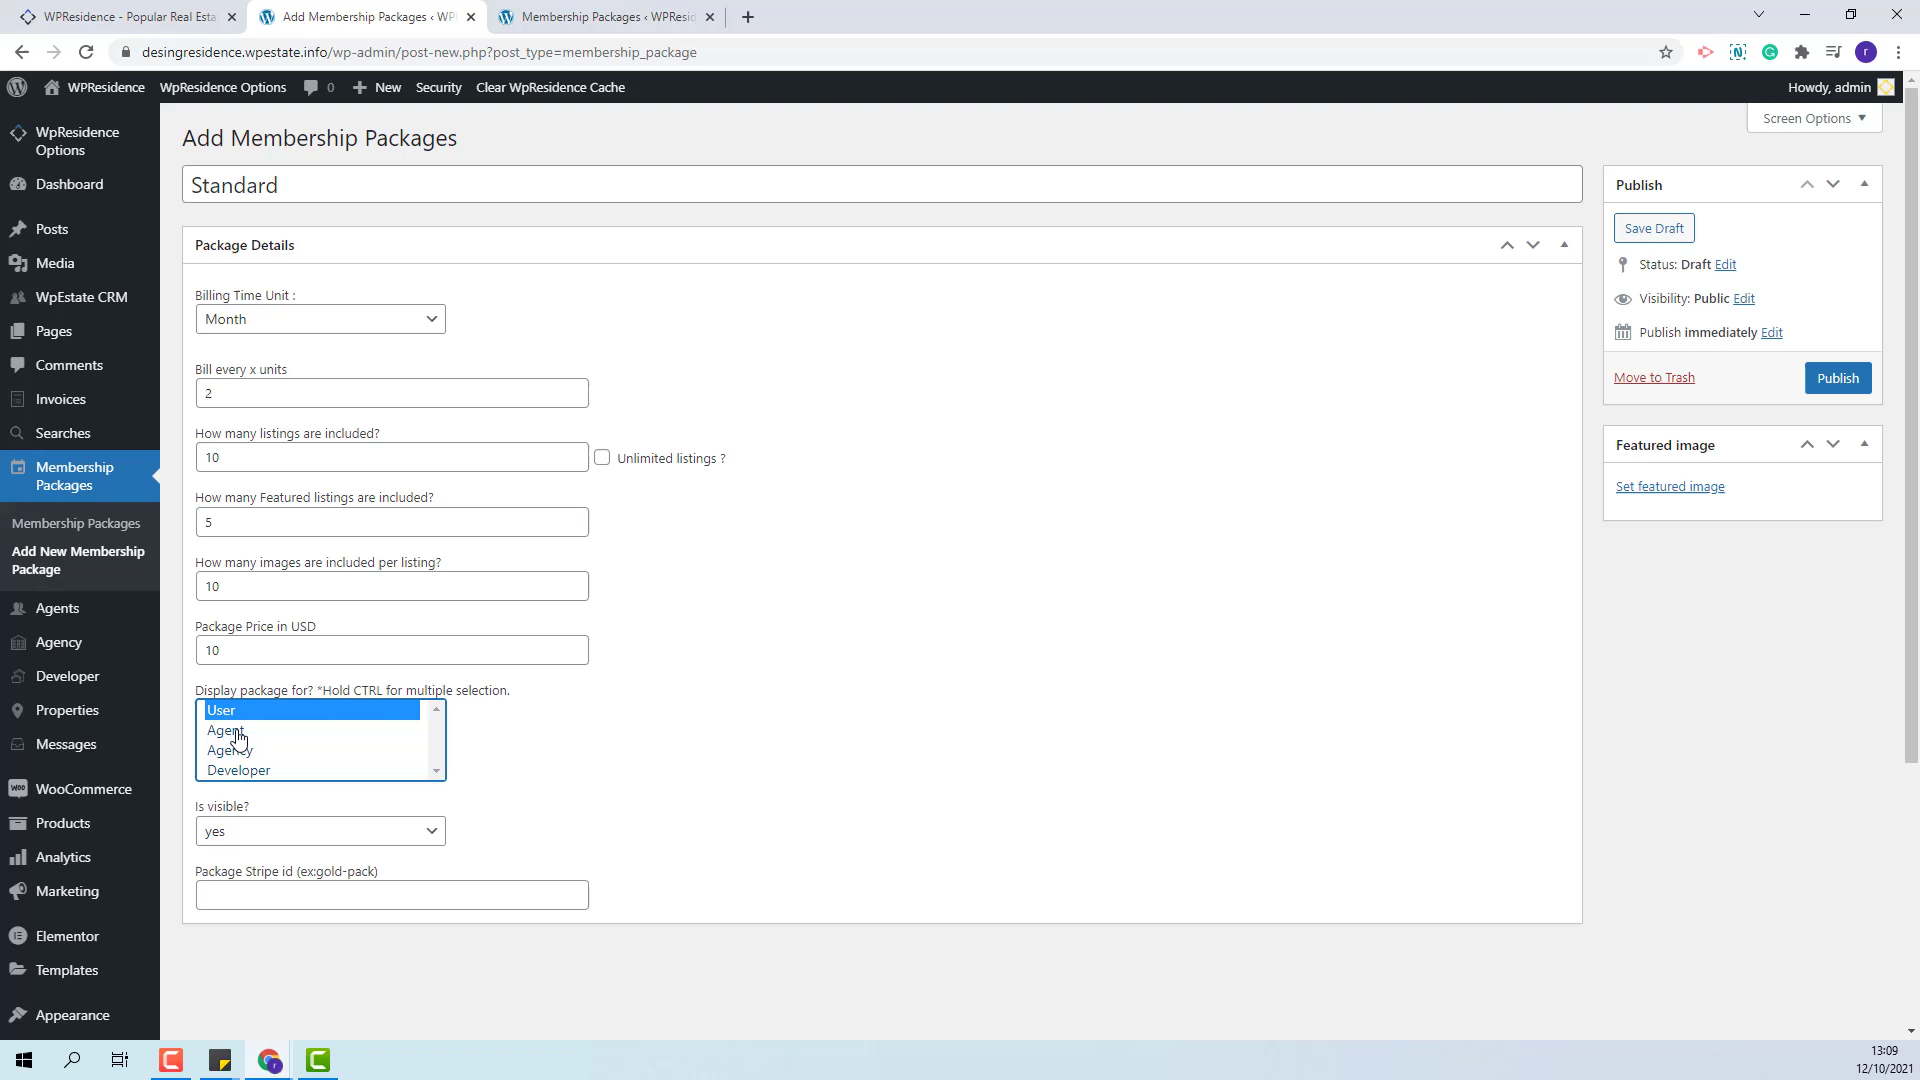 WPResidence - Popular Real Esta
Add Membership Packages ‹ WP
Membership Packages ‹ WPResid
desingresidence.wpestate.info/wp-admin/post-new.php?post_type=membership_package
r
WPResidence
WpResidence Options
0
New
Security
Clear WpResidence Cache
Howdy, admin
WpResidence
Options
Dashboard
Posts
Media
WpEstate CRM
Pages
Comments
Invoices
Searches
Membership
Packages
Membership Packages
Add New Membership
Package
Agents
Agency
Developer
Properties
Messages
WooCommerce
Products
Analytics
Marketing
Elementor
Templates
Appearance
Screen Options
Add Membership Packages
Standard
Package Details
Billing Time Unit :
Month
Bill every x units
2
How many listings are included?
10
Unlimited listings ?
How many Featured listings are included?
5
How many images are included per listing?
10
Package Price in USD
10
Display package for? *Hold CTRL for multiple selection.
User
Agent
Agency
Developer
Is visible?
yes
Package Stripe id (ex:gold-pack)
Publish
Save Draft
Status: Draft Edit
Visibility: Public Edit
Publish immediately Edit
Move to Trash
Publish
Featured image
Set featured image
13:09
12/10/2021